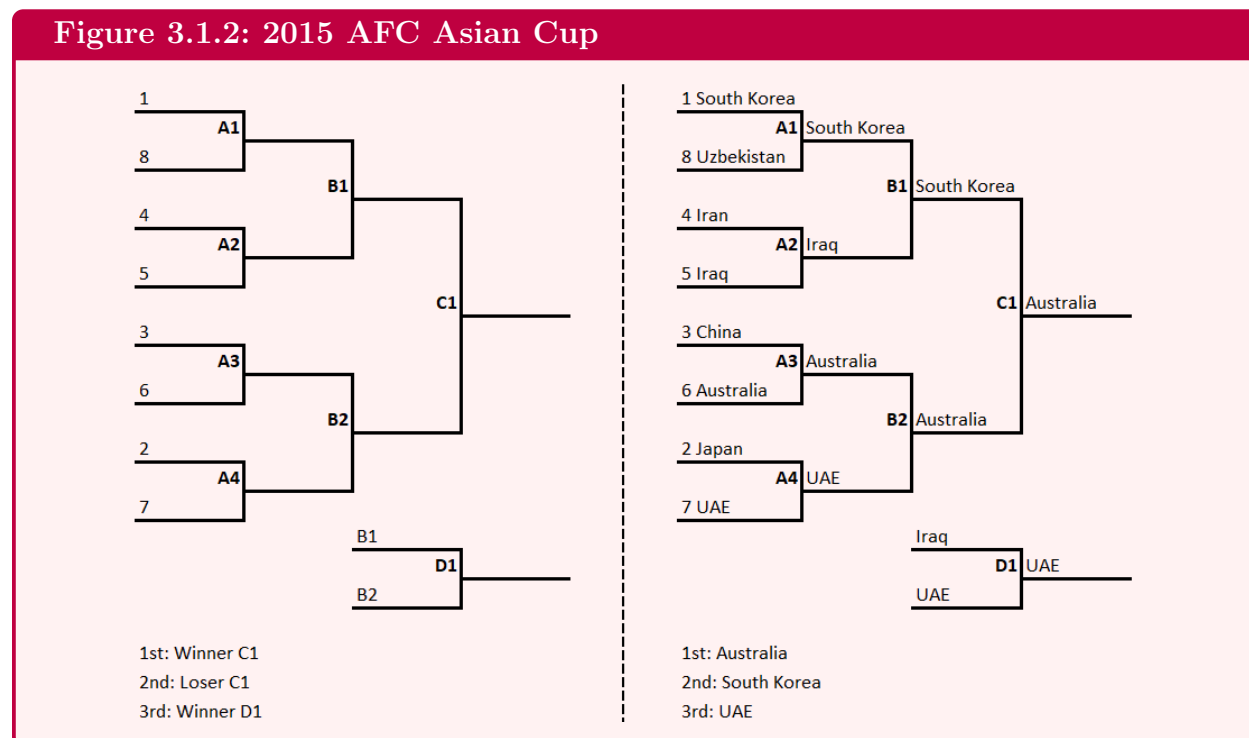 Figure 3.1.2: 2015 AFC Asian Cup
1
A1
8
B1
4
A2
5
C1
3
A3
6
B2
2
A4
7
B1
D1
B2
1st: Winner C1
2nd: Loser C1
3rd: Winner D1
1 South Korea
A1 South Korea
8 Uzbekistan
B1 South Korea
4 Iran
A2 Iraq
5 Iraq
C1 Australia
3 China
A3 Australia
6 Australia
B2 Australia
2 Japan
A4 UAE
7 UAE
Iraq
D1 UAE
UAE
1st: Australia
2nd: South Korea
3rd: UAE